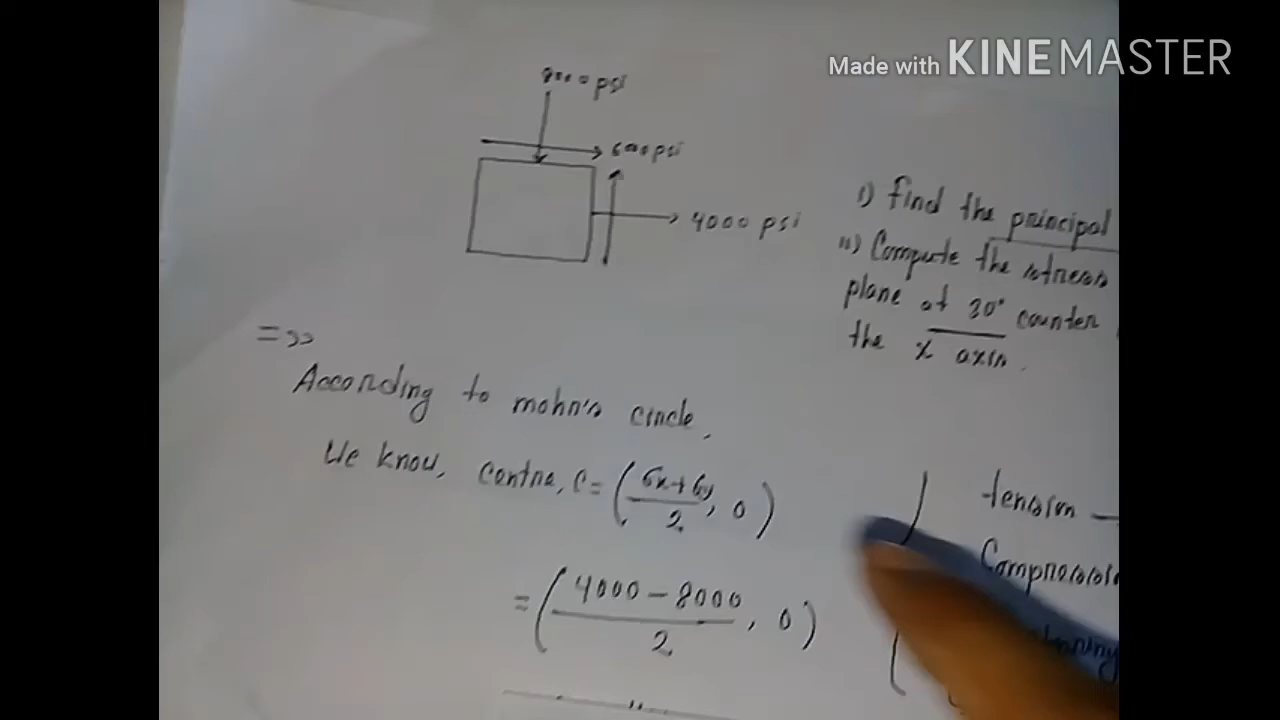 Made with KINEMASTER
8000 psi
6000 psi
4000 psi
i) Find the principal
ii) Compute the stress
plane at 30° counter
the x axis.
=>>
According to mohr's circle,
We know, centre, C = (σx+σy/2, 0)
tension —
Compression
= (4000 - 8000/2, 0)